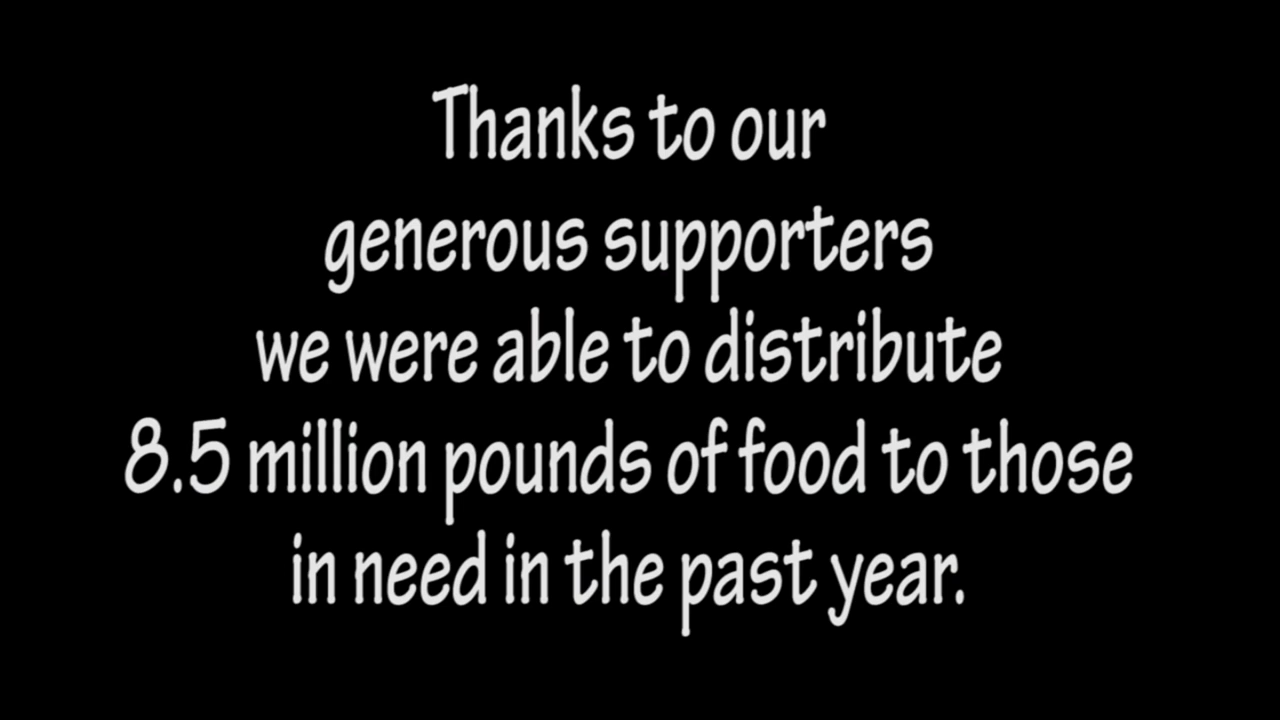 Thanks to our
generous supporters
we were able to distribute
8.5 million pounds of food to those
in need in the past year.